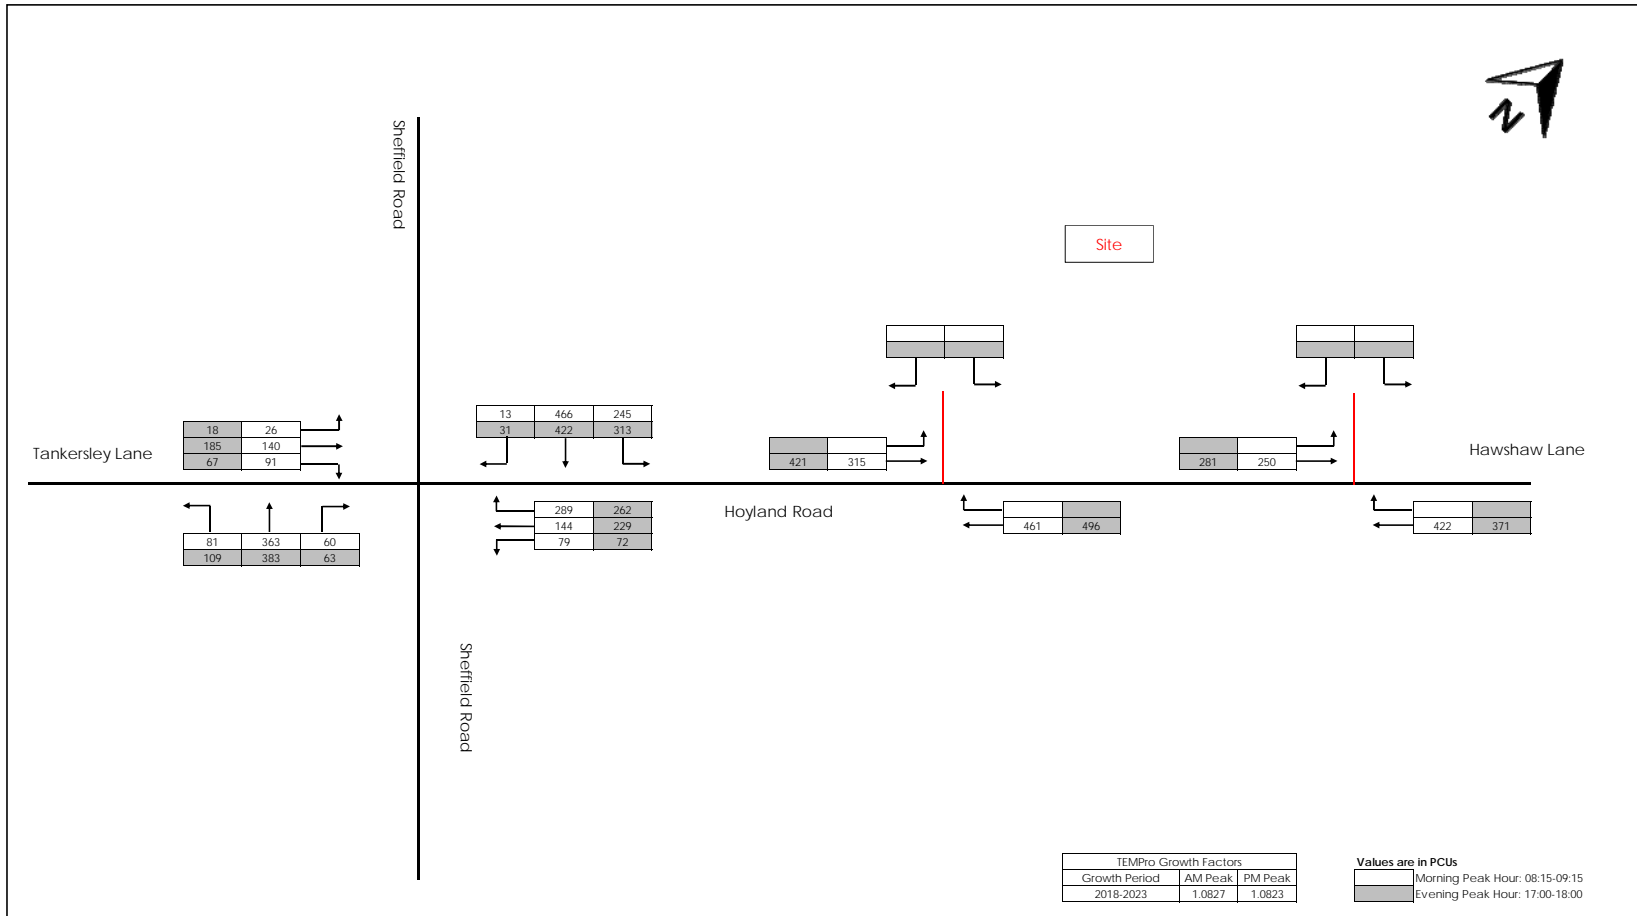 N
Sheffield Road
Site
13 466 245
31 422 313
18 26
185 140
67 91
Tankersley Lane
421 315
281 250
Hawshaw Lane
289 262
144 229
79 72
Hoyland Road
461 496
422 371
81 363 60
109 383 63
Sheffield Road
TEMPro Growth Factors
Growth Period AM Peak PM Peak
2018-2023 1.0827 1.0823
Values are in PCUs
Morning Peak Hour: 08:15-09:15
Evening Peak Hour: 17:00-18:00